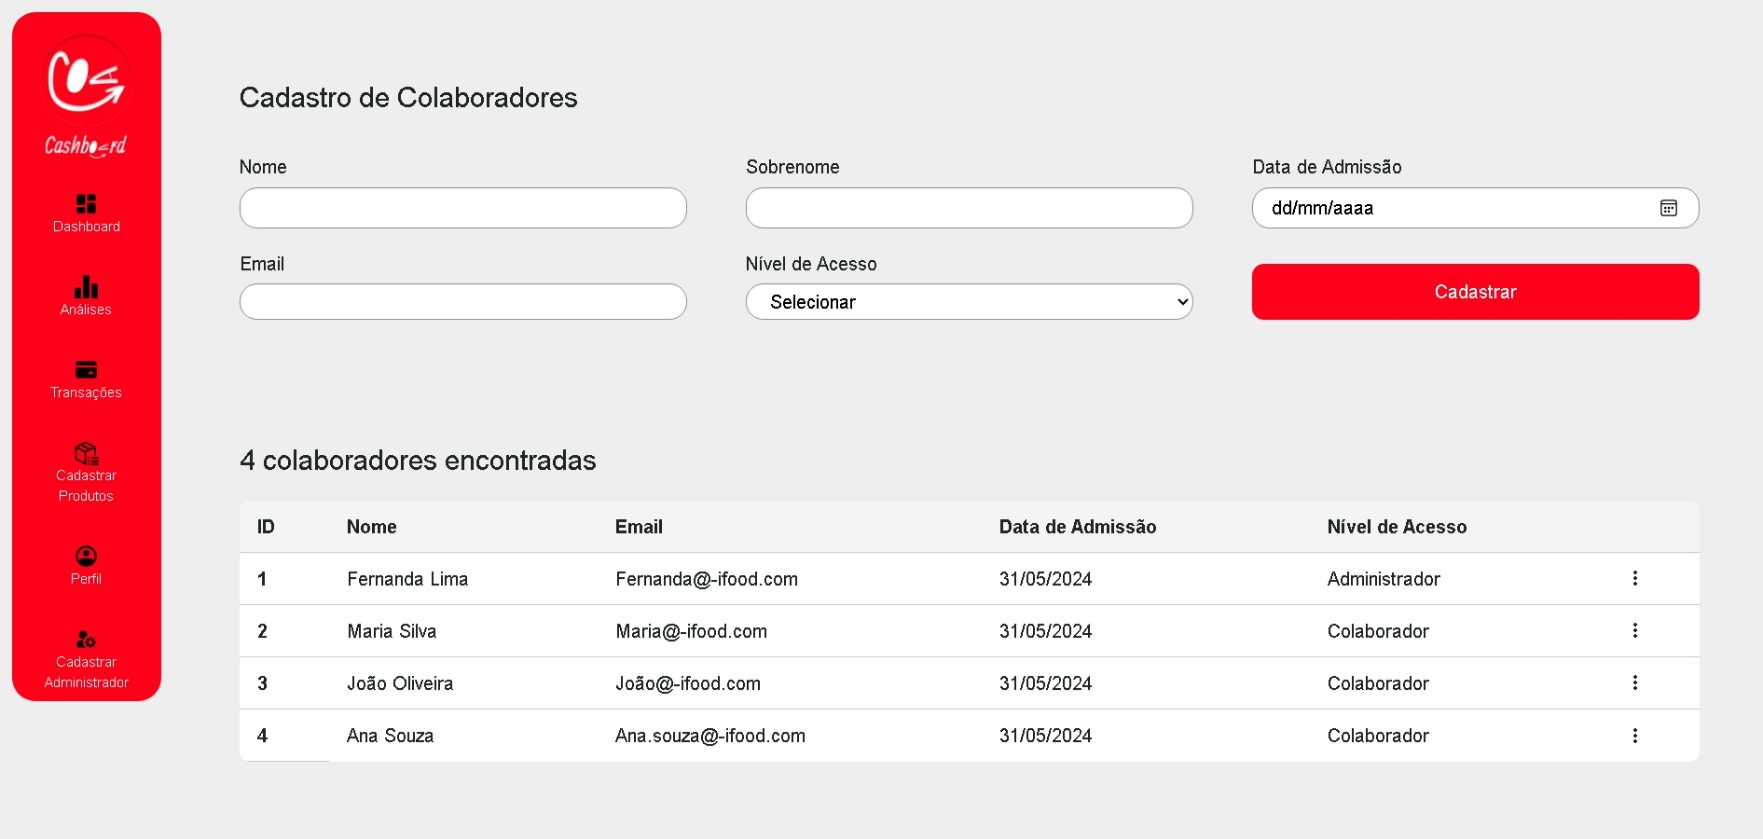 Cashboard
Dashboard
Análises
Transações
Cadastrar
Produtos
Perfil
Cadastrar
Administrador
Cadastro de Colaboradores
Nome
Sobrenome
Data de Admissão
dd/mm/aaaa
Email
Nível de Acesso
Selecionar
Cadastrar
4 colaboradores encontradas
ID Nome Email Data de Admissão Nível de Acesso
1 Fernanda Lima Fernanda@-ifood.com 31/05/2024 Administrador
2 Maria Silva Maria@-ifood.com 31/05/2024 Colaborador
3 João Oliveira João@-ifood.com 31/05/2024 Colaborador
4 Ana Souza Ana.souza@-ifood.com 31/05/2024 Colaborador